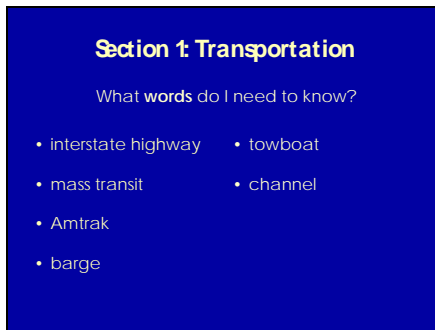 Section 1: Transportation
What words do I need to know?
• interstate highway
• mass transit
• Amtrak
• barge
• towboat
• channel